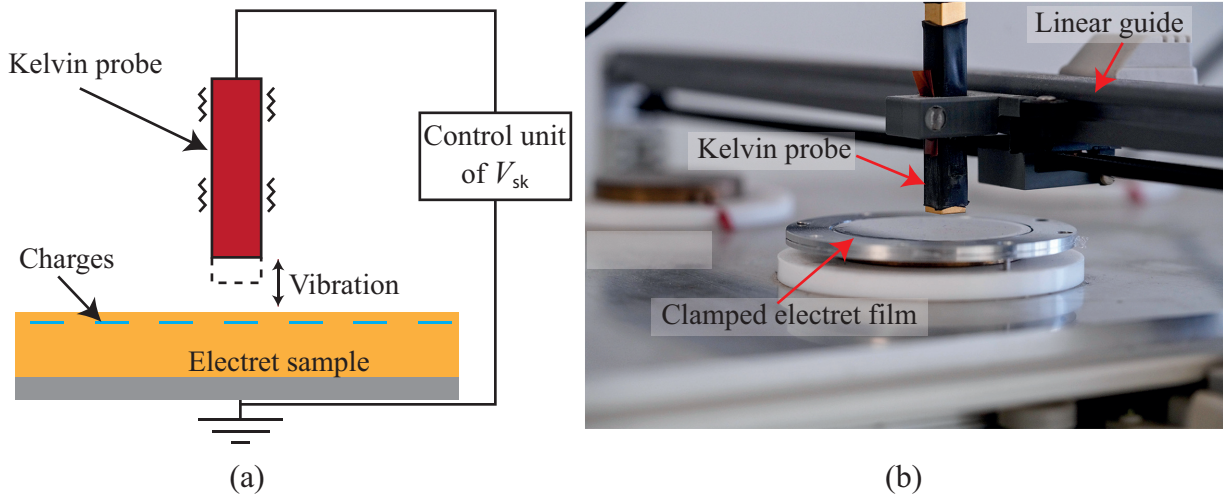 Kelvin probe
Control unit
of Vsk
Charges
Vibration
Electret sample
(a)
Linear guide
Kelvin probe
Clamped electret film
(b)